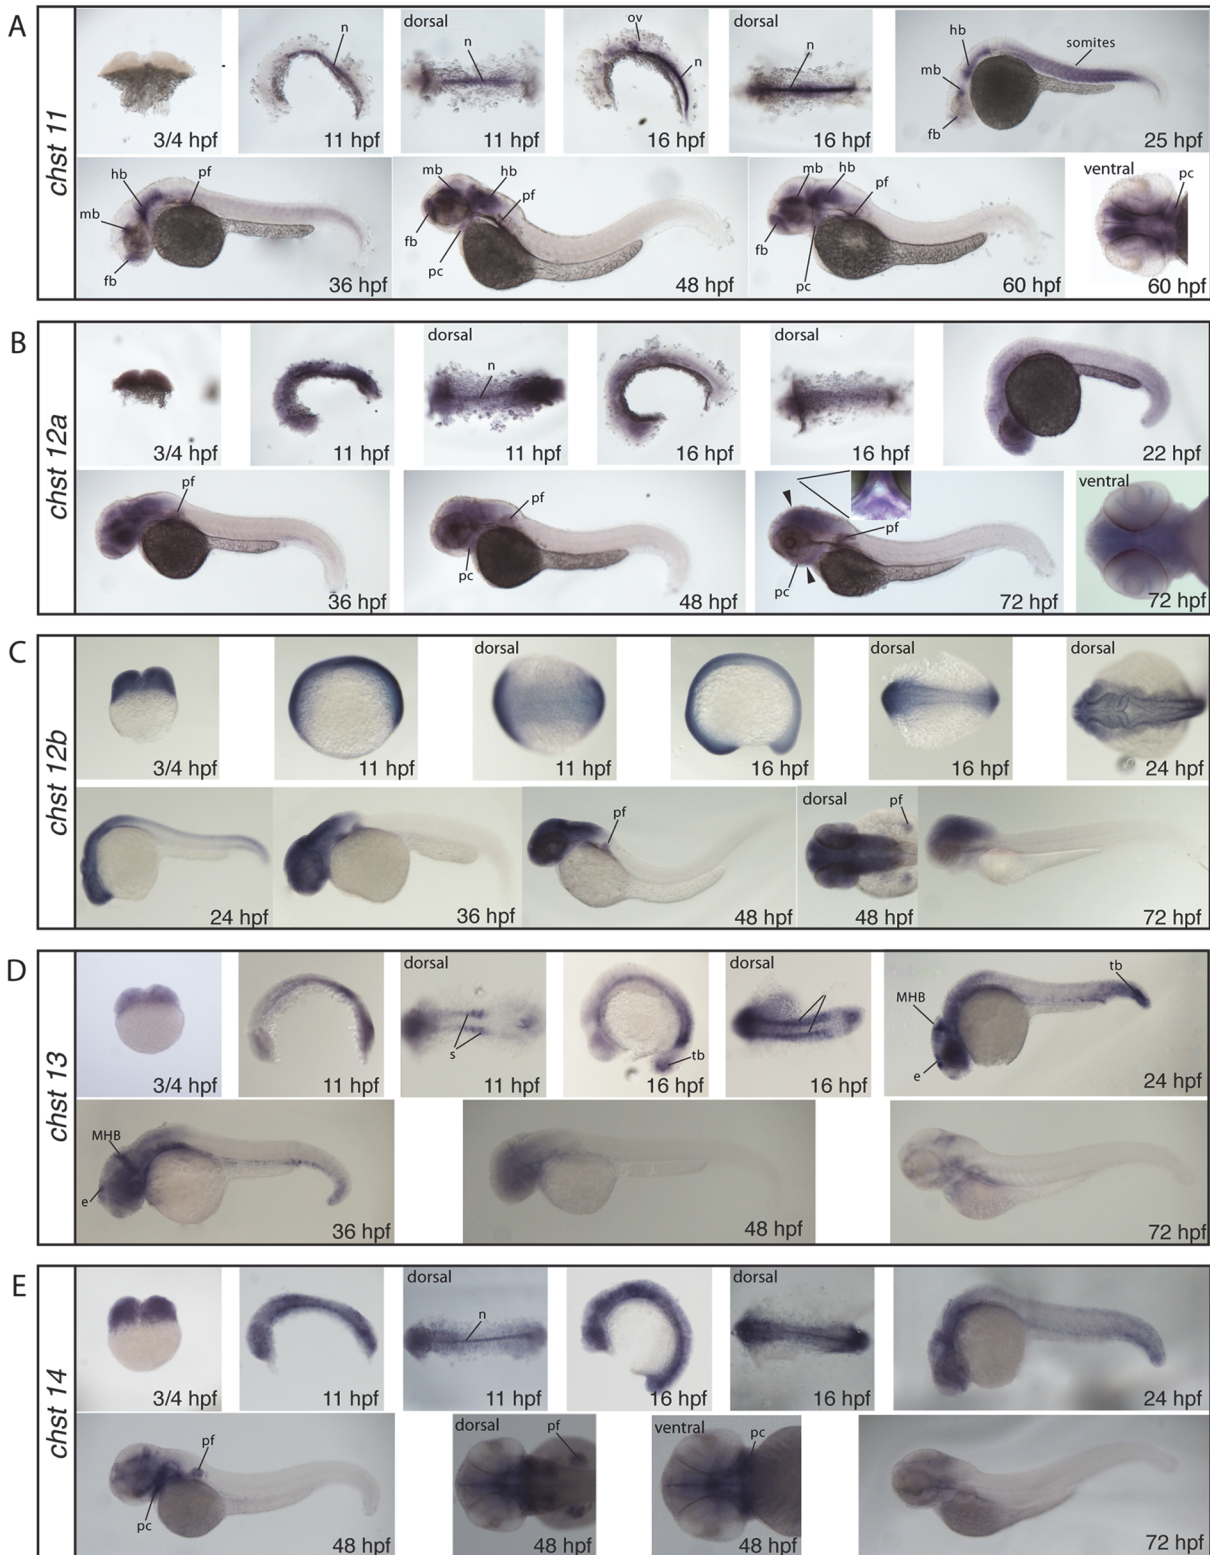 A
chst 11
3/4 hpf
n
11 hpf
dorsal
n
11 hpf
ov
n
16 hpf
dorsal
n
16 hpf
hb
mb
fb
somites
25 hpf
hb
pf
mb
fb
36 hpf
mb
hb
pf
fb
pc
48 hpf
mb
hb
pf
fb
pc
60 hpf
ventral
pc
60 hpf
B
chst 12a
3/4 hpf
11 hpf
dorsal
n
11 hpf
16 hpf
dorsal
16 hpf
22 hpf
pf
36 hpf
pf
pc
48 hpf
pf
pc
72 hpf
ventral
72 hpf
C
chst 12b
3/4 hpf
11 hpf
dorsal
11 hpf
16 hpf
dorsal
16 hpf
dorsal
24 hpf
24 hpf
36 hpf
pf
48 hpf
dorsal
pf
48 hpf
72 hpf
D
chst 13
3/4 hpf
11 hpf
dorsal
s
11 hpf
tb
16 hpf
dorsal
16 hpf
MHB
e
tb
24 hpf
MHB
e
36 hpf
48 hpf
72 hpf
E
chst 14
3/4 hpf
11 hpf
dorsal
n
11 hpf
16 hpf
dorsal
16 hpf
24 hpf
pf
pc
48 hpf
dorsal
pf
48 hpf
ventral
pc
48 hpf
72 hpf